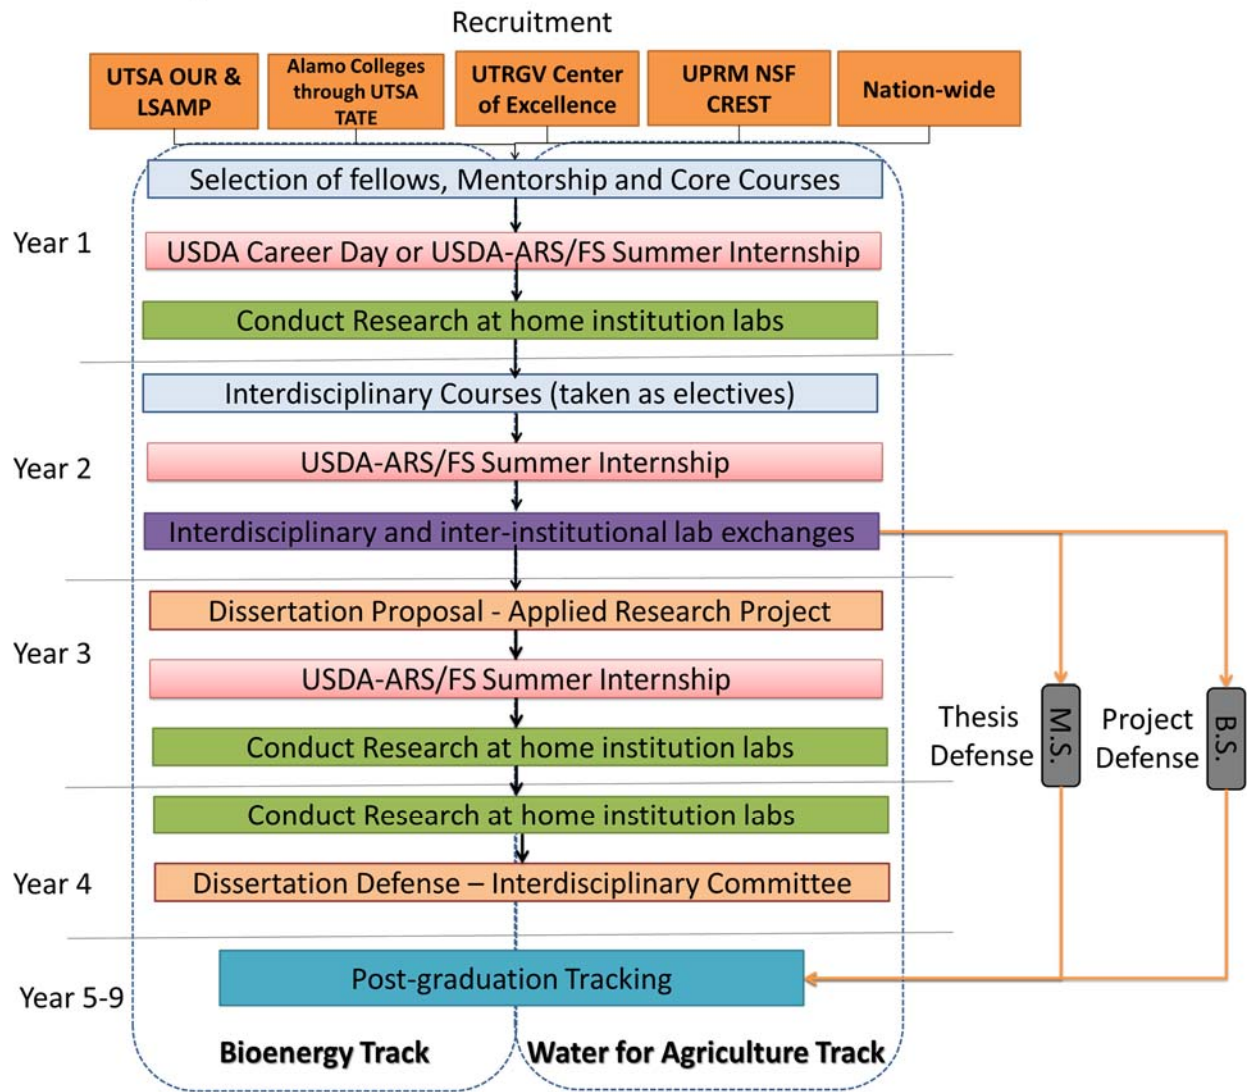 Recruitment
UTSA OUR &
LSAMP
Alamo Colleges
through UTSA
TATE
UTRGV Center
of Excellence
UPRM NSF
CREST
Nation-wide
Selection of fellows, Mentorship and Core Courses
Year 1
USDA Career Day or USDA-ARS/FS Summer Internship
Conduct Research at home institution labs
Interdisciplinary Courses (taken as electives)
Year 2
USDA-ARS/FS Summer Internship
Interdisciplinary and inter-institutional lab exchanges
Dissertation Proposal - Applied Research Project
Year 3
USDA-ARS/FS Summer Internship
Conduct Research at home institution labs
Thesis
Defense
M.S.
Project
Defense
B.S.
Conduct Research at home institution labs
Year 4
Dissertation Defense – Interdisciplinary Committee
Post-graduation Tracking
Year 5-9
Bioenergy Track
Water for Agriculture Track